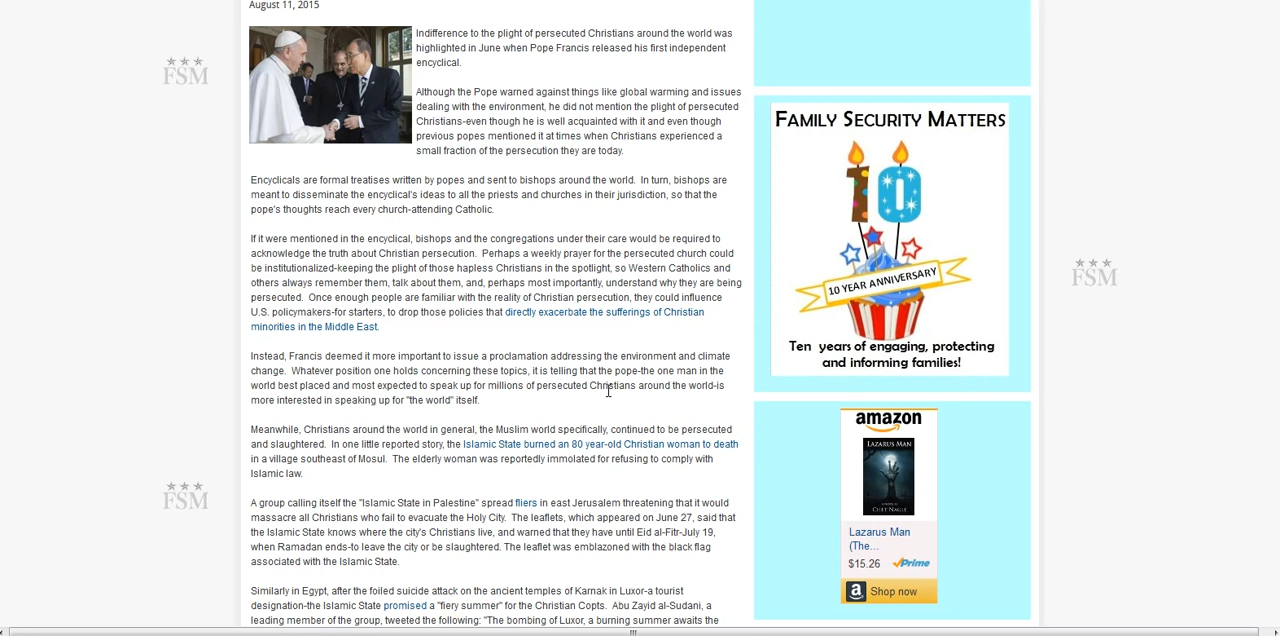 August 11, 2015
Indifference to the plight of persecuted Christians around the world was
highlighted in June when Pope Francis released his first independent
encyclical.
Although the Pope warned against things like global warming and issues
dealing with the environment, he did not mention the plight of persecuted
Christians-even though he is well acquainted with it and even though
previous popes mentioned it at times when Christians experienced a
small fraction of the persecution they are today.
Encyclicals are formal treatises written by popes and sent to bishops around the world.  In turn, bishops are
meant to disseminate the encyclical's ideas to all the priests and churches in their jurisdiction, so that the
pope's thoughts reach every church-attending Catholic.
If it were mentioned in the encyclical, bishops and the congregations under their care would be required to
acknowledge the truth about Christian persecution.  Perhaps a weekly prayer for the persecuted church could
be institutionalized-keeping the plight of those hapless Christians in the spotlight, so Western Catholics and
others always remember them, talk about them, and, perhaps most importantly, understand why they are being
persecuted.  Once enough people are familiar with the reality of Christian persecution, they could influence
U.S. policymakers-for starters, to drop those policies that directly exacerbate the sufferings of Christian
minorities in the Middle East.
Instead, Francis deemed it more important to issue a proclamation addressing the environment and climate
change.  Whatever position one holds concerning these topics, it is telling that the pope-the one man in the
world best placed and most expected to speak up for millions of persecuted Christians around the world-is
more interested in speaking up for "the world" itself.
Meanwhile, Christians around the world in general, the Muslim world specifically, continued to be persecuted
and slaughtered.  In one little reported story, the Islamic State burned an 80 year-old Christian woman to death
in a village southeast of Mosul.  The elderly woman was reportedly immolated for refusing to comply with
Islamic law.
A group calling itself the "Islamic State in Palestine" spread fliers in east Jerusalem threatening that it would
massacre all Christians who fail to evacuate the Holy City.  The leaflets, which appeared on June 27, said that
the Islamic State knows where the city's Christians live, and warned that they have until Eid al-Fitr-July 19,
when Ramadan ends-to leave the city or be slaughtered. The leaflet was emblazoned with the black flag
associated with the Islamic State.
Similarly in Egypt, after the foiled suicide attack on the ancient temples of Karnak in Luxor-a tourist
designation-the Islamic State promised a "fiery summer" for the Christian Copts.  Abu Zayid al-Sudani, a
leading member of the group, tweeted the following: "The bombing of Luxor, a burning summer awaits the
FAMILY SECURITY MATTERS
10
10 YEAR ANNIVERSARY
Ten years of engaging, protecting
and informing families!
amazon
LAZARUS MAN
CHET NAGLE
Lazarus Man
(The...
$15.26
Prime
a
Shop now
FSM
FSM
FSM